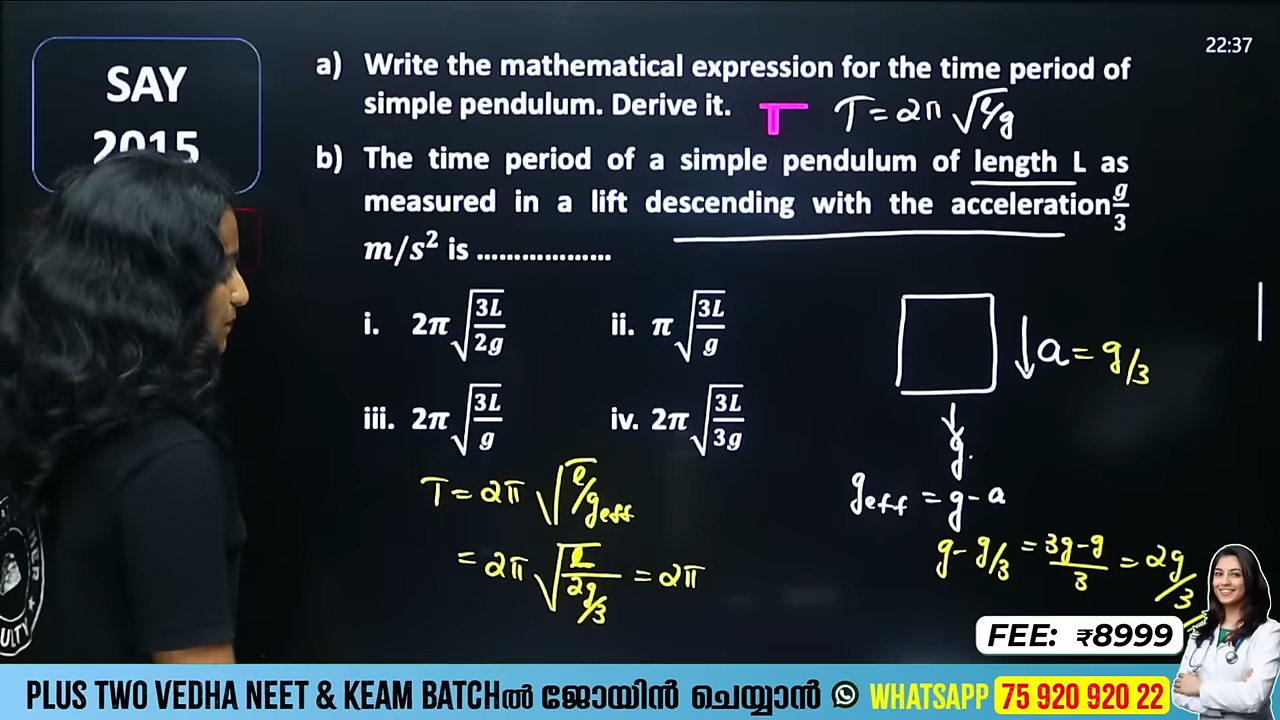 22:37
SAY
2015
a) Write the mathematical expression for the time period of
simple pendulum. Derive it. T T = 2π √l/g
b) The time period of a simple pendulum of length L as
measured in a lift descending with the acceleration g/3
m/s² is ...................
i. 2π √(3L/2g) ii. π √(3L/g)
a = g/3
iii. 2π √(3L/g) iv. 2π √(3L/3g)
g
T = 2π √l/geff
geff = g - a
= 2π √(l/(2g/3)) = 2π
g - g/3 = (3g-g)/3 = 2g/3
FEE: ₹8999
PLUS TWO VEDHA NEET & KEAM BATCHൽ ജോയിൻ ചെയ്യാൻ WHATSAPP 75 920 920 22